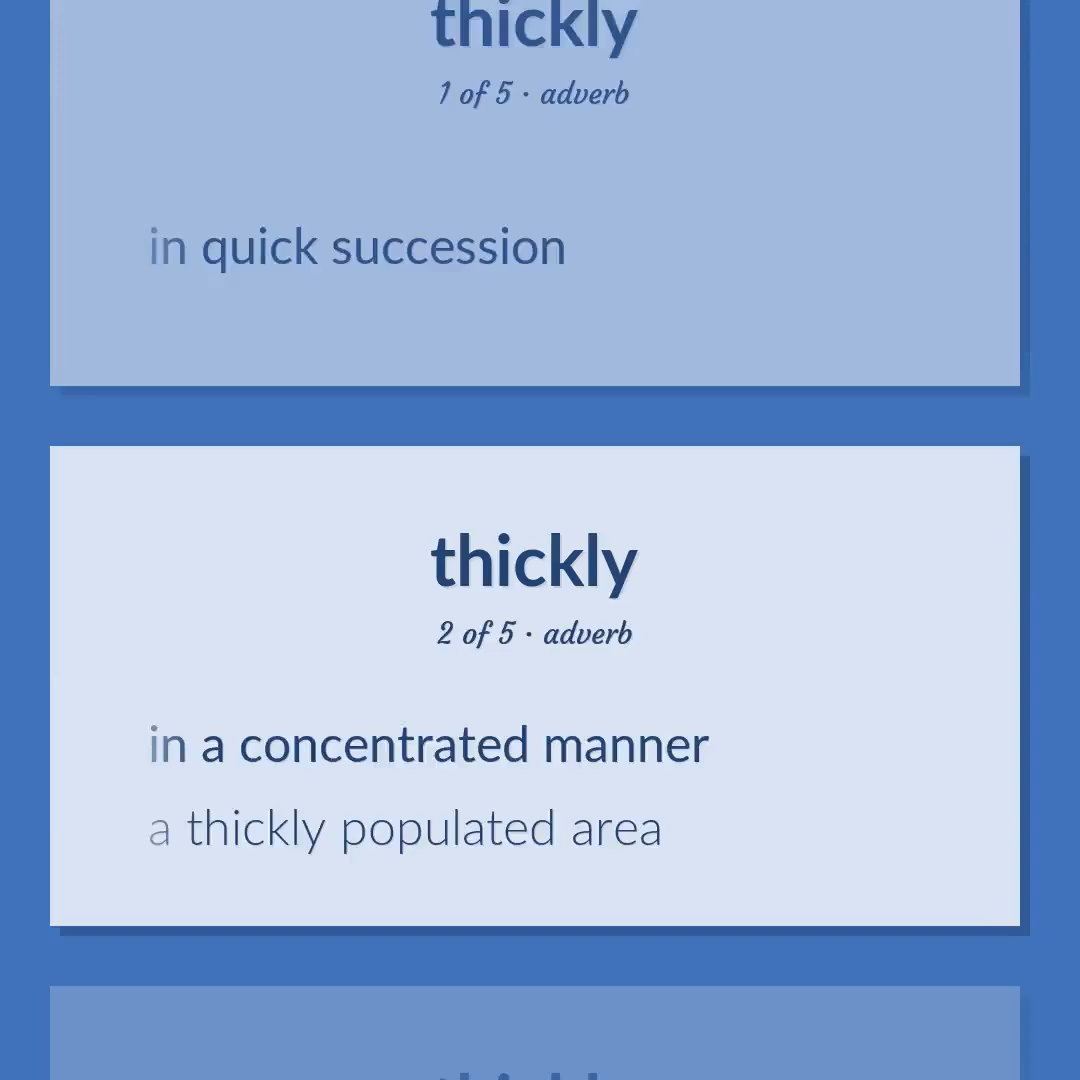 thickly
1 of 5 · adverb
in quick succession
thickly
2 of 5 · adverb
in a concentrated manner
a thickly populated area